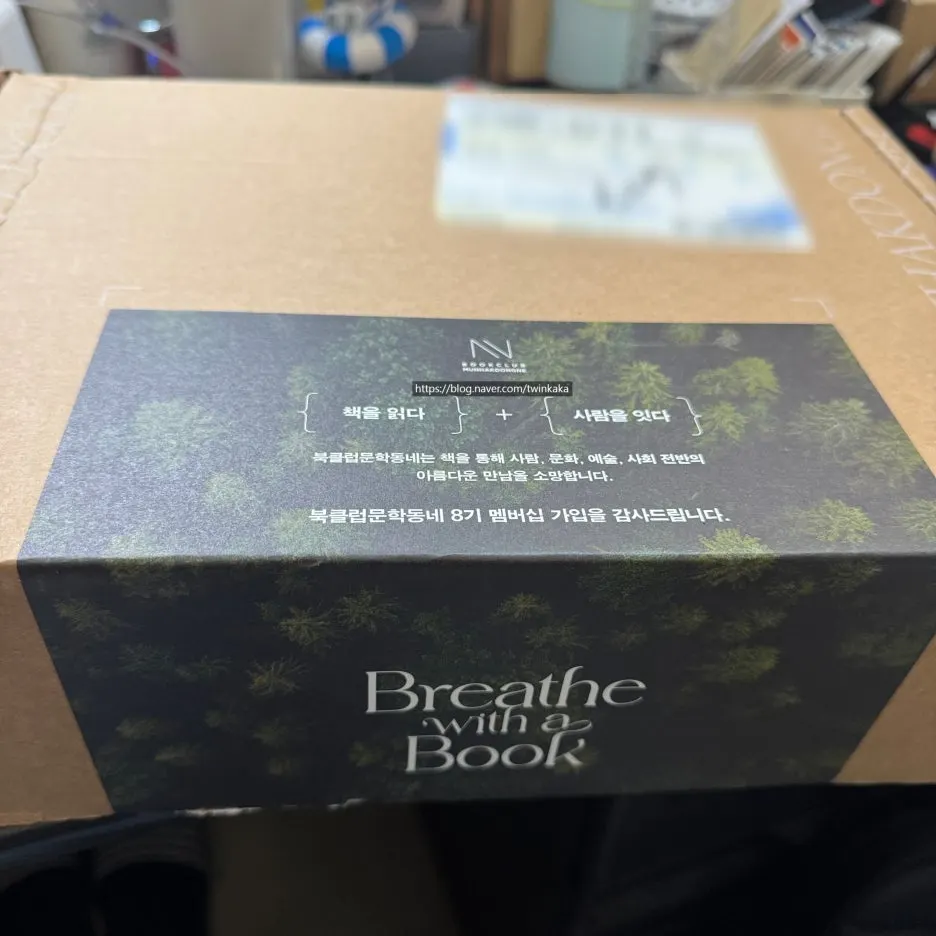 BOOKCLUB
MUNHAKDONGNE
https://blog.naver.com/twinkaka
{ 책을 읽다 } + { 사람을 잇다 }
북클럽문학동네는 책을 통해 사람, 문화, 예술, 사회 전반의
아름다운 만남을 소망합니다.
북클럽문학동네 8기 멤버십 가입을 감사드립니다.
Breathe
with a
Book